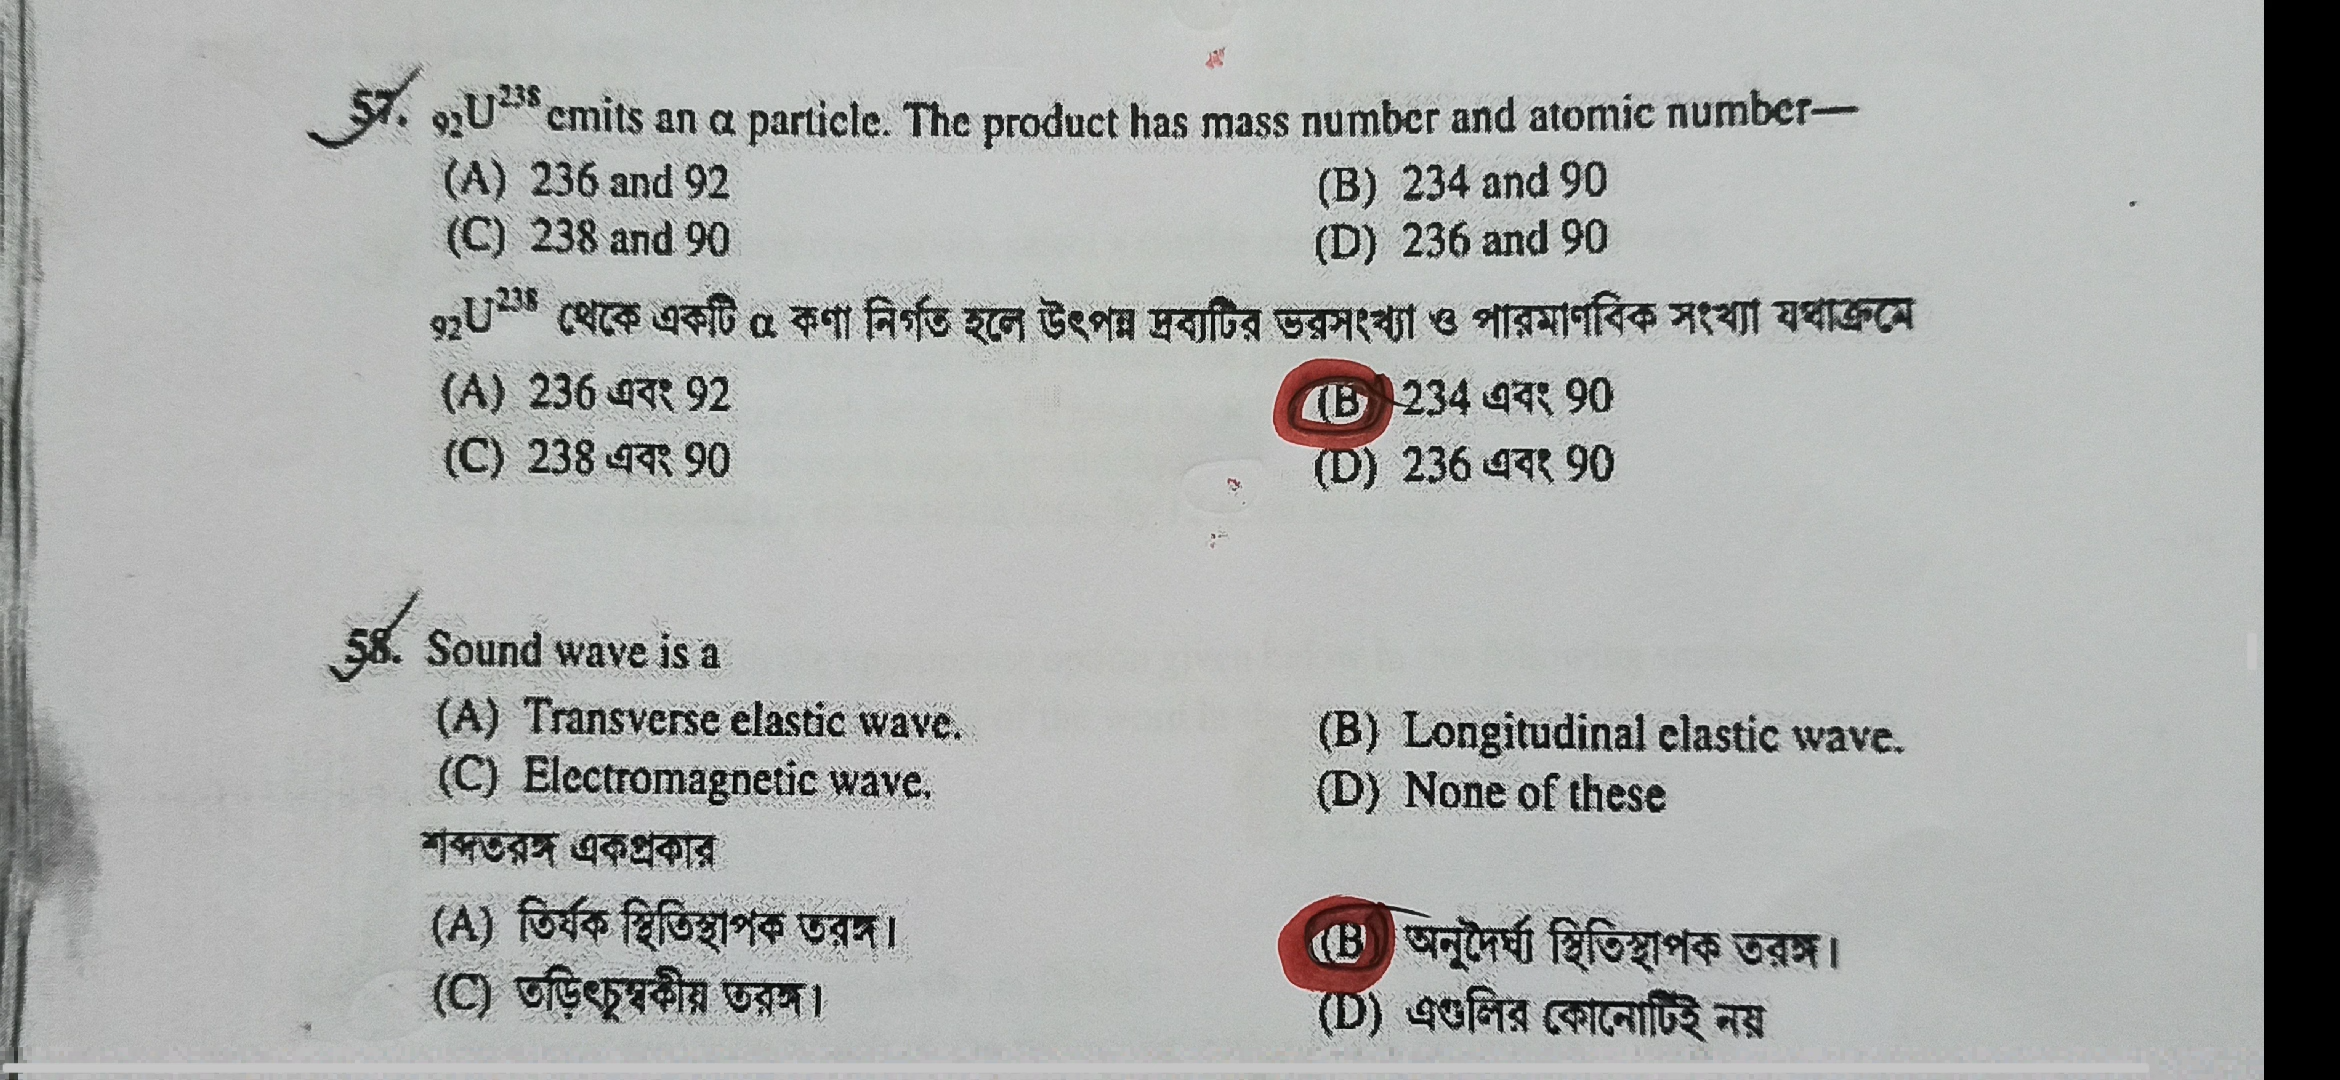 57. ₉₂U²³⁸ emits an α particle. The product has mass number and atomic number—
(A) 236 and 92 (B) 234 and 90
(C) 238 and 90 (D) 236 and 90
₉₂U²³⁸ থেকে একটি α কণা নির্গত হলে উৎপন্ন দ্রব্যটির ভরসংখ্যা ও পারমাণবিক সংখ্যা যথাক্রমে
(A) 236 এবং 92 (B) 234 এবং 90
(C) 238 এবং 90 (D) 236 এবং 90
58. Sound wave is a
(A) Transverse elastic wave. (B) Longitudinal elastic wave.
(C) Electromagnetic wave. (D) None of these
শব্দতরঙ্গ একপ্রকার
(A) তির্যক স্থিতিস্থাপক তরঙ্গ। (B) অনুদৈর্ঘ্য স্থিতিস্থাপক তরঙ্গ।
(C) তড়িৎচুম্বকীয় তরঙ্গ। (D) এগুলির কোনোটিই নয়